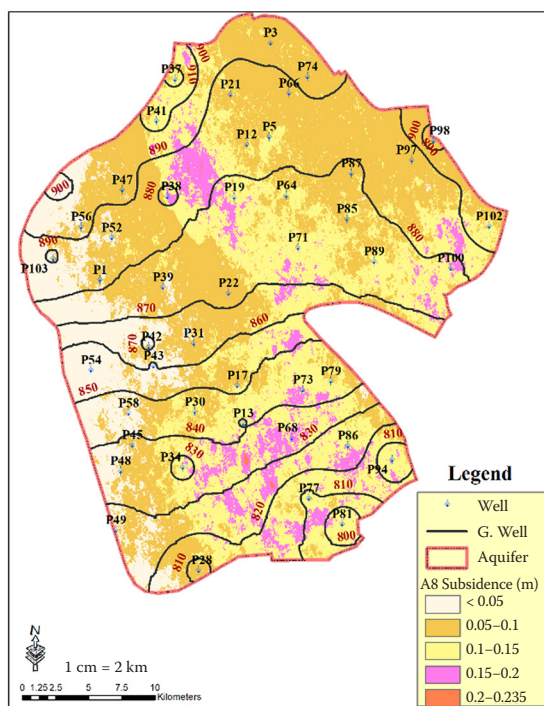 P3
900
P37
910
P74
P21
P66
P41
P5
P12
900
P98
890
890
P97
P87
P47
880
P38
P19
P64
900
P56
P52
P85
P102
890
880
P71
P103
P1
P89
P100
P39
P22
870
860
P42
P31
870
P43
P54
850
P17
P79
P73
P58
P30
P13
840
P68
830
P45
P86
810
830
P34
P48
P94
P77
810
820
P49
P81
800
810
P28
Legend
Well
G. Well
Aquifer
A8 Subsidence (m)
< 0.05
0.05–0.1
0.1–0.15
0.15–0.2
0.2–0.235
N
1 cm = 2 km
0 1.25 2.5 5 7.5 10
Kilometers